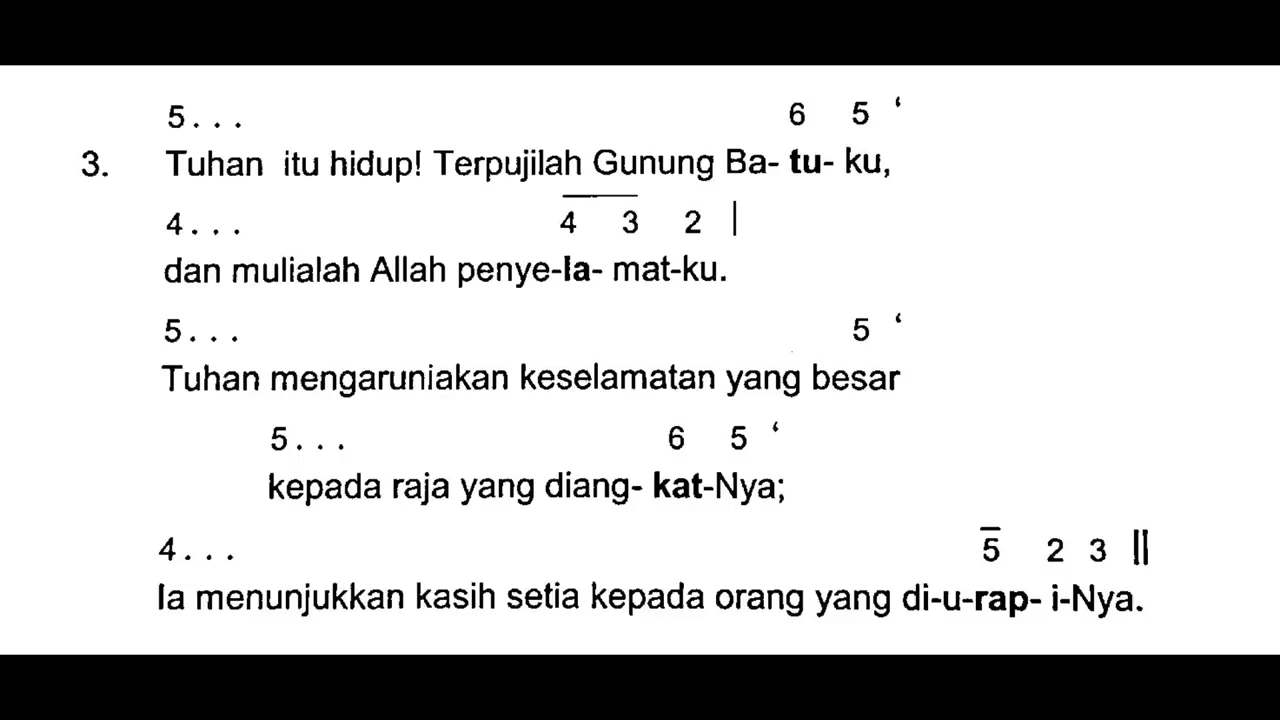 5... 6 5 ‘
3. Tuhan itu hidup! Terpujilah Gunung Ba- tu- ku,
4... 4 3 2 |
dan mulialah Allah penye-la- mat-ku.
5... 5 ‘
Tuhan mengaruniakan keselamatan yang besar
5... 6 5 ‘
kepada raja yang diang- kat-Nya;
4... 5 2 3 ||
Ia menunjukkan kasih setia kepada orang yang di-u-rap- i-Nya.